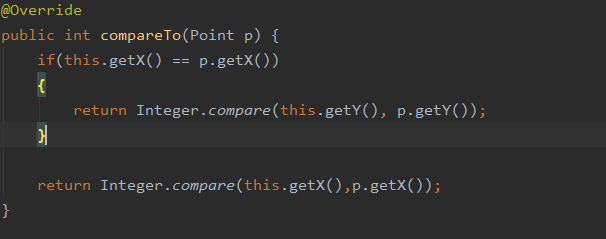 @Override
public int compareTo(Point p) {
if(this.getX() == p.getX())
{
return Integer.compare(this.getY(), p.getY());
}
return Integer.compare(this.getX(),p.getX());
}